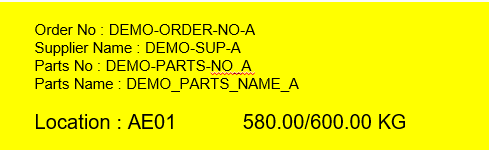 Order No : DEMO-ORDER-NO-A
Supplier Name : DEMO-SUP-A
Parts No : DEMO-PARTS-NO_A
Parts Name : DEMO_PARTS_NAME_A
Location : AE01 580.00/600.00 KG